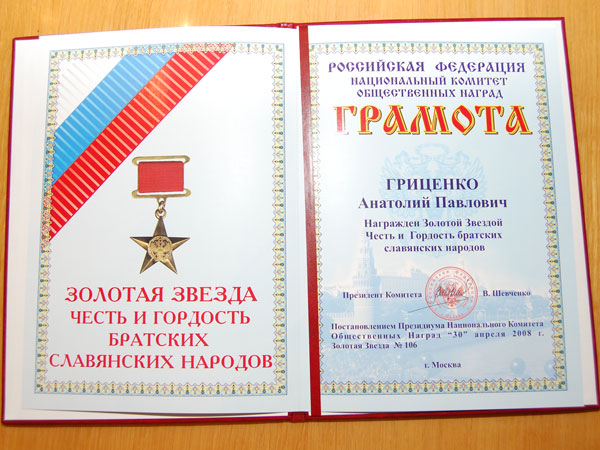 ЗОЛОТАЯ ЗВЕЗДА
ЧЕСТЬ И ГОРДОСТЬ
БРАТСКИХ
СЛАВЯНСКИХ НАРОДОВ
РОССИЙСКАЯ ФЕДЕРАЦИЯ
НАЦИОНАЛЬНЫЙ КОМИТЕТ
ОБЩЕСТВЕННЫХ НАГРАД
ГРАМОТА
ГРИЦЕНКО
Анатолий Павлович
Награжден Золотой Звездой
Честь и Гордость братских
славянских народов
Президент Комитета В. Шевченко
Постановлением Президиума Национального Комитета
Общественных Наград "30" апреля 2008 г.
Золотая Звезда № 106
г. Москва